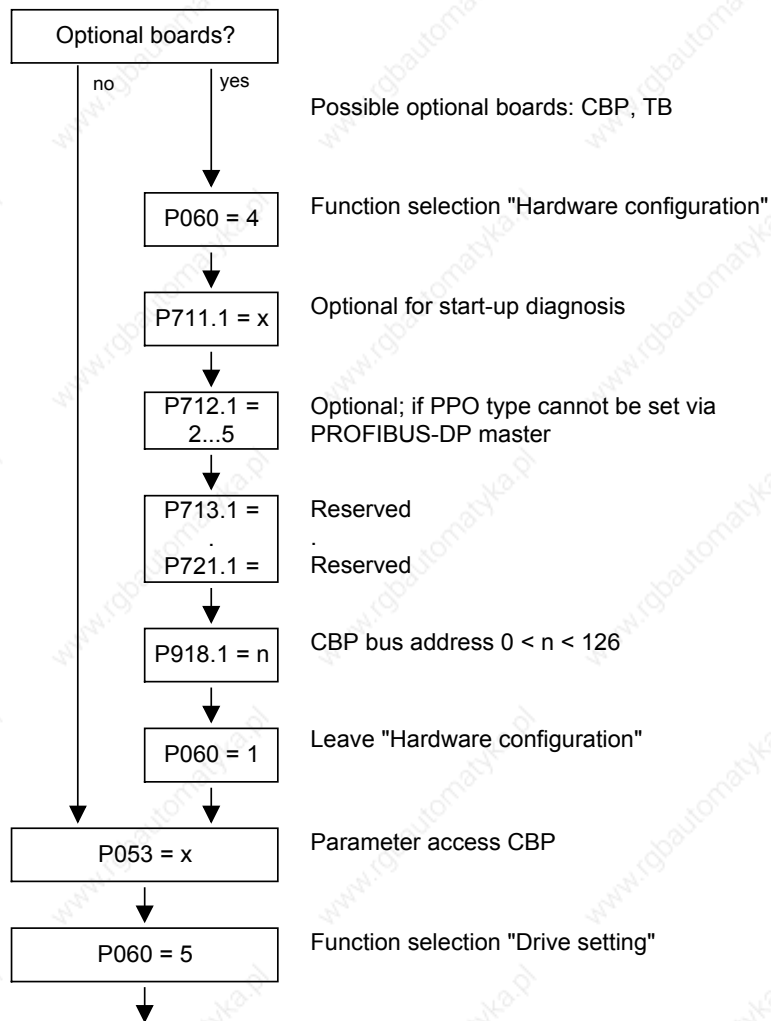 Optional boards?
no
yes
Possible optional boards: CBP, TB
P060 = 4
Function selection "Hardware configuration"
P711.1 = x
Optional for start-up diagnosis
P712.1 =
2...5
Optional; if PPO type cannot be set via
PROFIBUS-DP master
P713.1 =
.
P721.1 =
Reserved
.
Reserved
P918.1 = n
CBP bus address 0 < n < 126
P060 = 1
Leave "Hardware configuration"
P053 = x
Parameter access CBP
P060 = 5
Function selection "Drive setting"
www.rgbautomatyka.pl